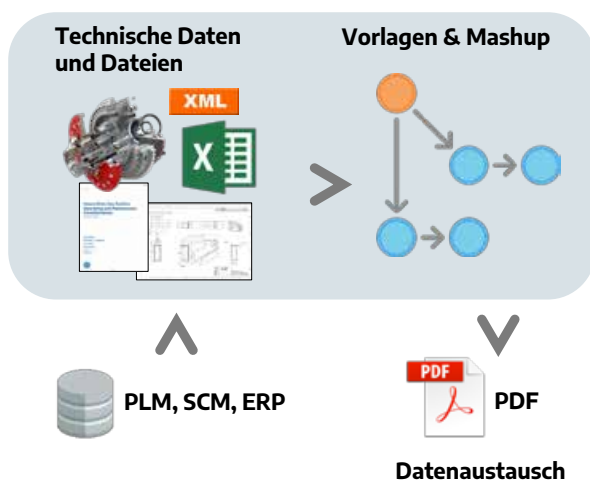 Technische Daten
und Dateien
Vorlagen & Mashup
XML
X
PLM, SCM, ERP
PDF
PDF
Datenaustausch